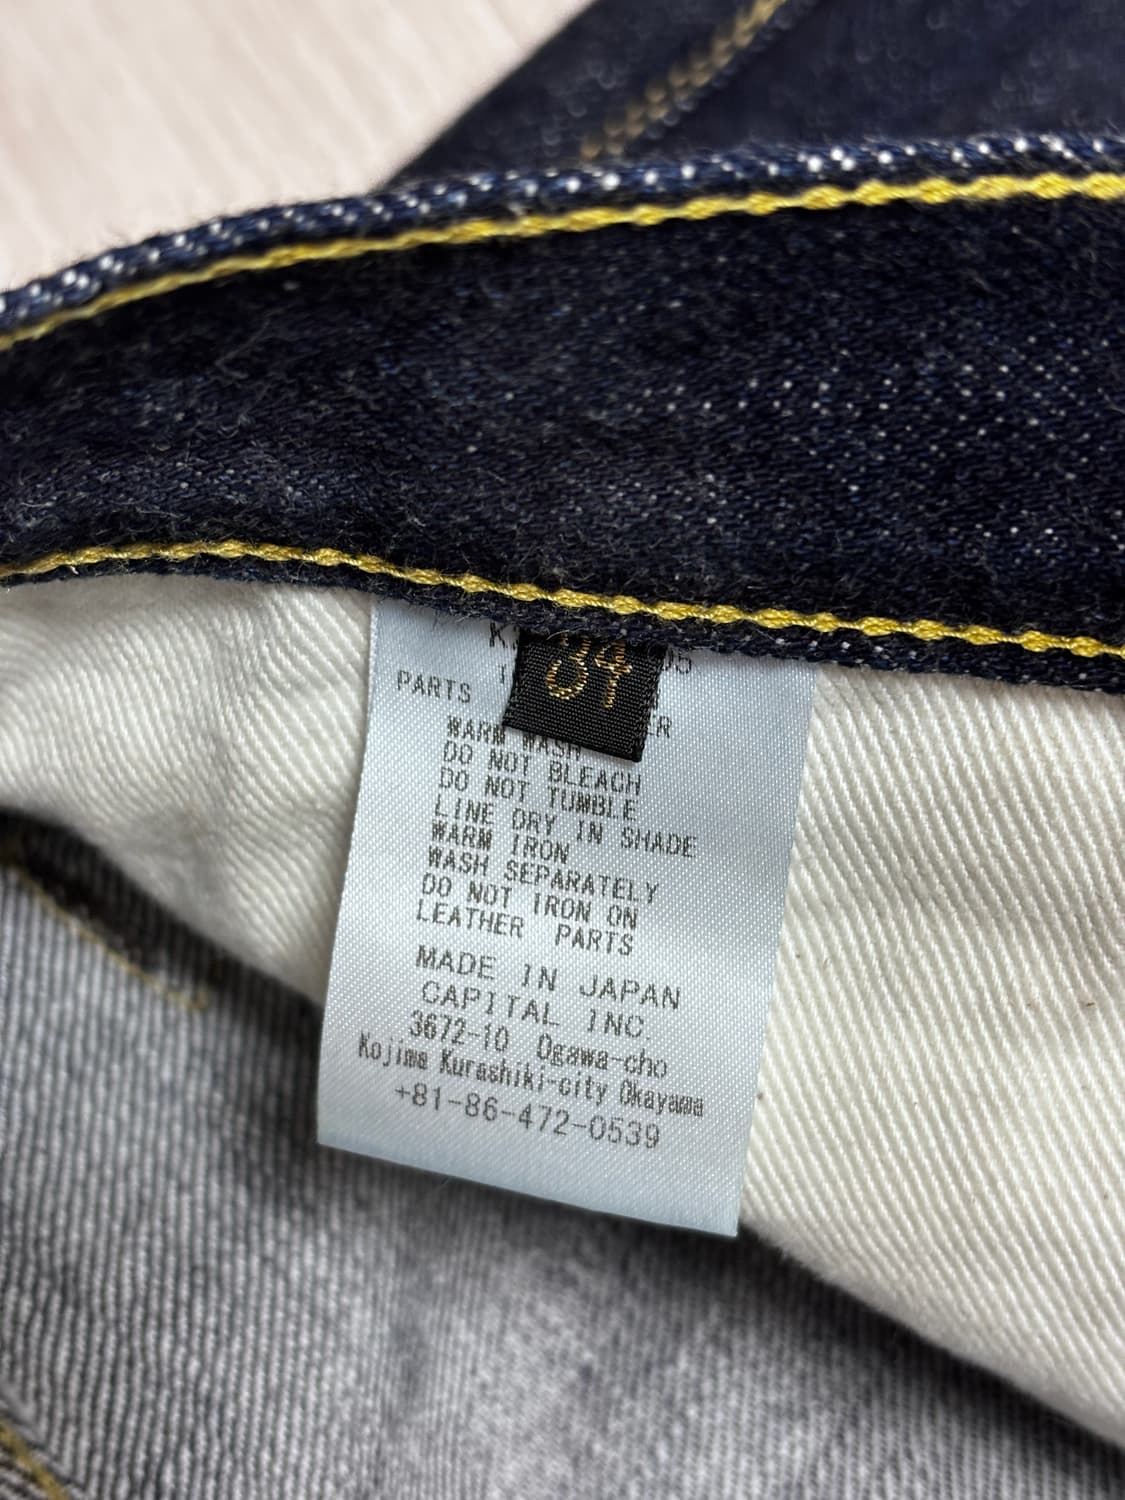 34
PARTS
WARM WASH
DO NOT BLEACH
DO NOT TUMBLE
LINE DRY IN SHADE
WARM IRON
WASH SEPARATELY
DO NOT IRON ON
LEATHER PARTS
MADE IN JAPAN
CAPITAL INC.
3672-10 Ogawa-cho
Kojima Kurashiki-city Okayama
+81-86-472-0539